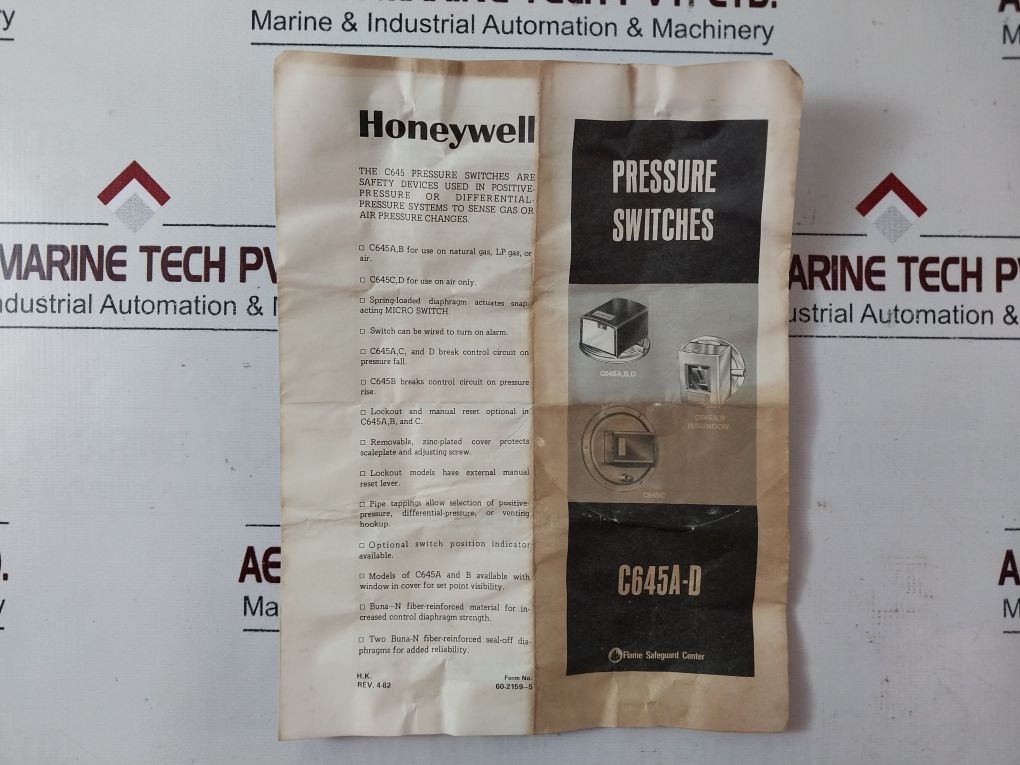 Marine & Industrial Automation & Machinery
Honeywell
THE C645 PRESSURE SWITCHES ARE
SAFETY DEVICES USED IN POSITIVE-
PRESSURE OR DIFFERENTIAL-
PRESSURE SYSTEMS TO SENSE GAS OR
AIR PRESSURE CHANGES.
□ C645A,B for use on natural gas, LP gas, or
air.
□ C645C,D for use on air only.
□ Spring-loaded diaphragm actuates snap-
acting MICRO SWITCH.
□ Switch can be wired to turn on alarm.
□ C645A,C, and D break control circuit on
pressure fall.
□ C645B breaks control circuit on pressure
rise.
□ Lockout and manual reset optional in
C645A,B, and C.
□ Removable, zinc-plated cover protects
scaleplate and adjusting screw.
□ Lockout models have external manual
reset lever.
□ Pipe tappings allow selection of positive-
pressure, differential-pressure, or venting
hookup.
□ Optional switch position indicator
available.
□ Models of C645A and B available with
window in cover for set point visibility.
□ Buna-N fiber-reinforced material for in-
creased control diaphragm strength.
□ Two Buna-N fiber-reinforced seal-off dia-
phragms for added reliability.
H.K.
REV. 4-82
Form No.
60-2159-5
PRESSURE
SWITCHES
C645A,B,D
C645A,B
W/WINDOW
C645C
C645A-D
Flame Safeguard Center
MARINE TECH PV
ndustrial Automation &
ARINE TECH P
ustrial Automation &
AE
Ma